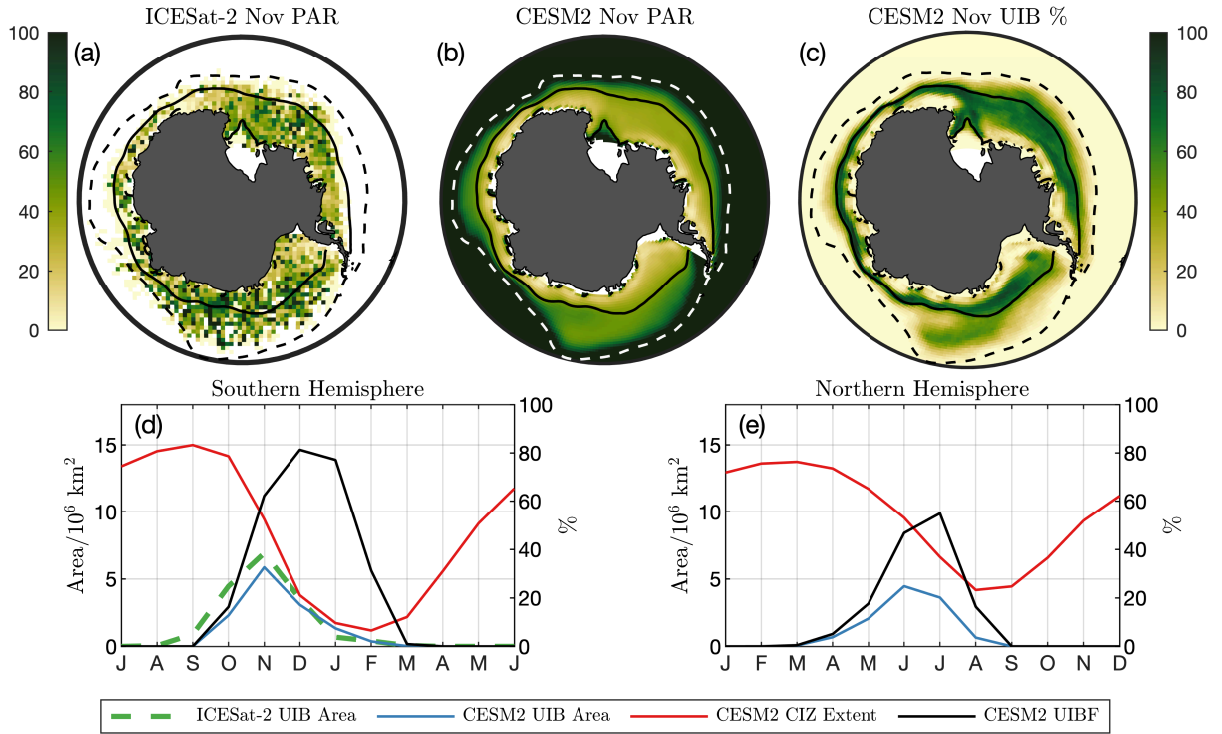 ICESat-2 Nov PAR
CESM2 Nov PAR
CESM2 Nov UIB %
(a)
(b)
(c)
100
80
60
40
20
0
100
80
60
40
20
0
Southern Hemisphere
Northern Hemisphere
(d)
(e)
Area/10⁶ km²
15
10
5
0
100
80
60
40
20
0
%
J A S O N D J F M A M J
Area/10⁶ km²
15
10
5
0
100
80
60
40
20
0
%
J F M A M J J A S O N D
ICESat-2 UIB Area
CESM2 UIB Area
CESM2 CIZ Extent
CESM2 UIBF